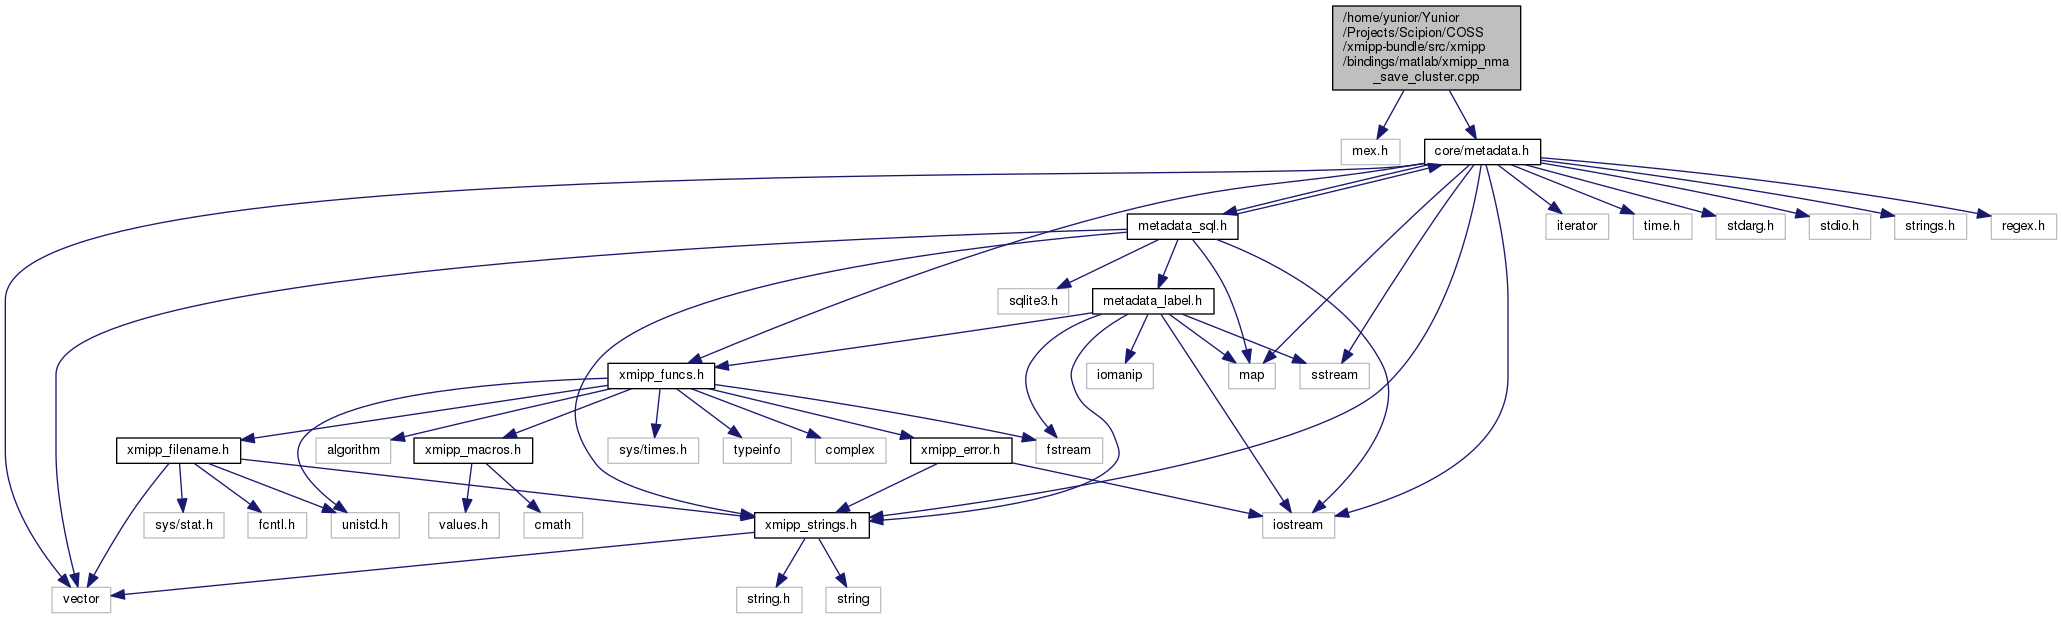 /home/yunior/Yunior
/Projects/Scipion/COSS
/xmipp-bundle/src/xmipp
/bindings/matlab/xmipp_nma
_save_cluster.cpp
mex.h
core/metadata.h
metadata_sql.h
iterator
time.h
stdarg.h
stdio.h
strings.h
regex.h
sqlite3.h
metadata_label.h
xmipp_funcs.h
iomanip
map
sstream
xmipp_filename.h
algorithm
xmipp_macros.h
sys/times.h
typeinfo
complex
xmipp_error.h
fstream
sys/stat.h
fcntl.h
unistd.h
values.h
cmath
xmipp_strings.h
iostream
vector
string.h
string